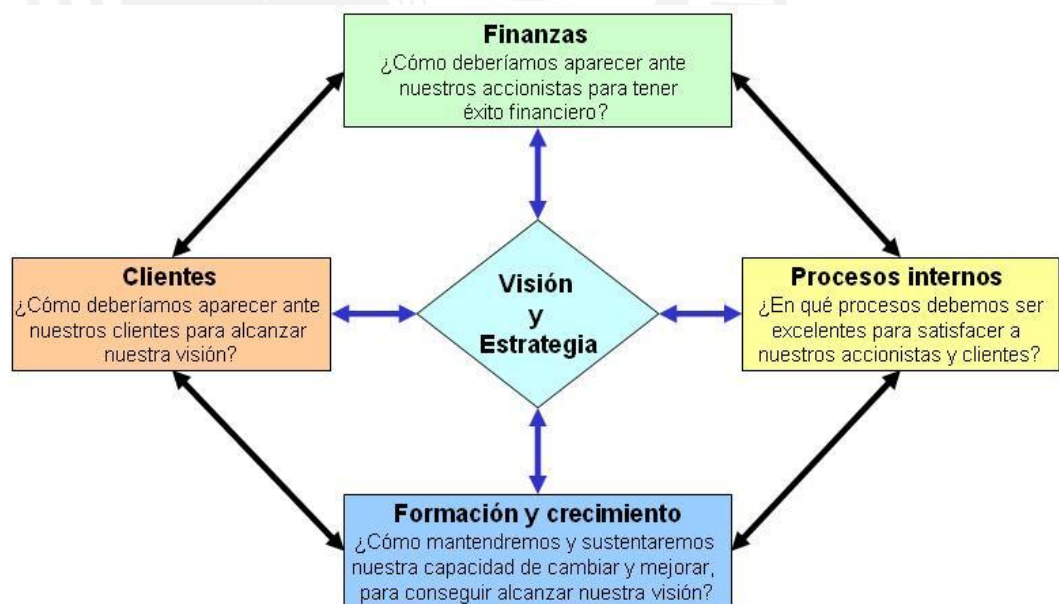 Finanzas
¿Cómo deberíamos aparecer ante
nuestros accionistas para tener
éxito financiero?
Clientes
¿Cómo deberíamos aparecer ante
nuestros clientes para alcanzar
nuestra visión?
Visión
y
Estrategia
Procesos internos
¿En qué procesos debemos ser
excelentes para satisfacer a
nuestros accionistas y clientes?
Formación y crecimiento
¿Cómo mantendremos y sustentaremos
nuestra capacidad de cambiar y mejorar,
para conseguir alcanzar nuestra visión?